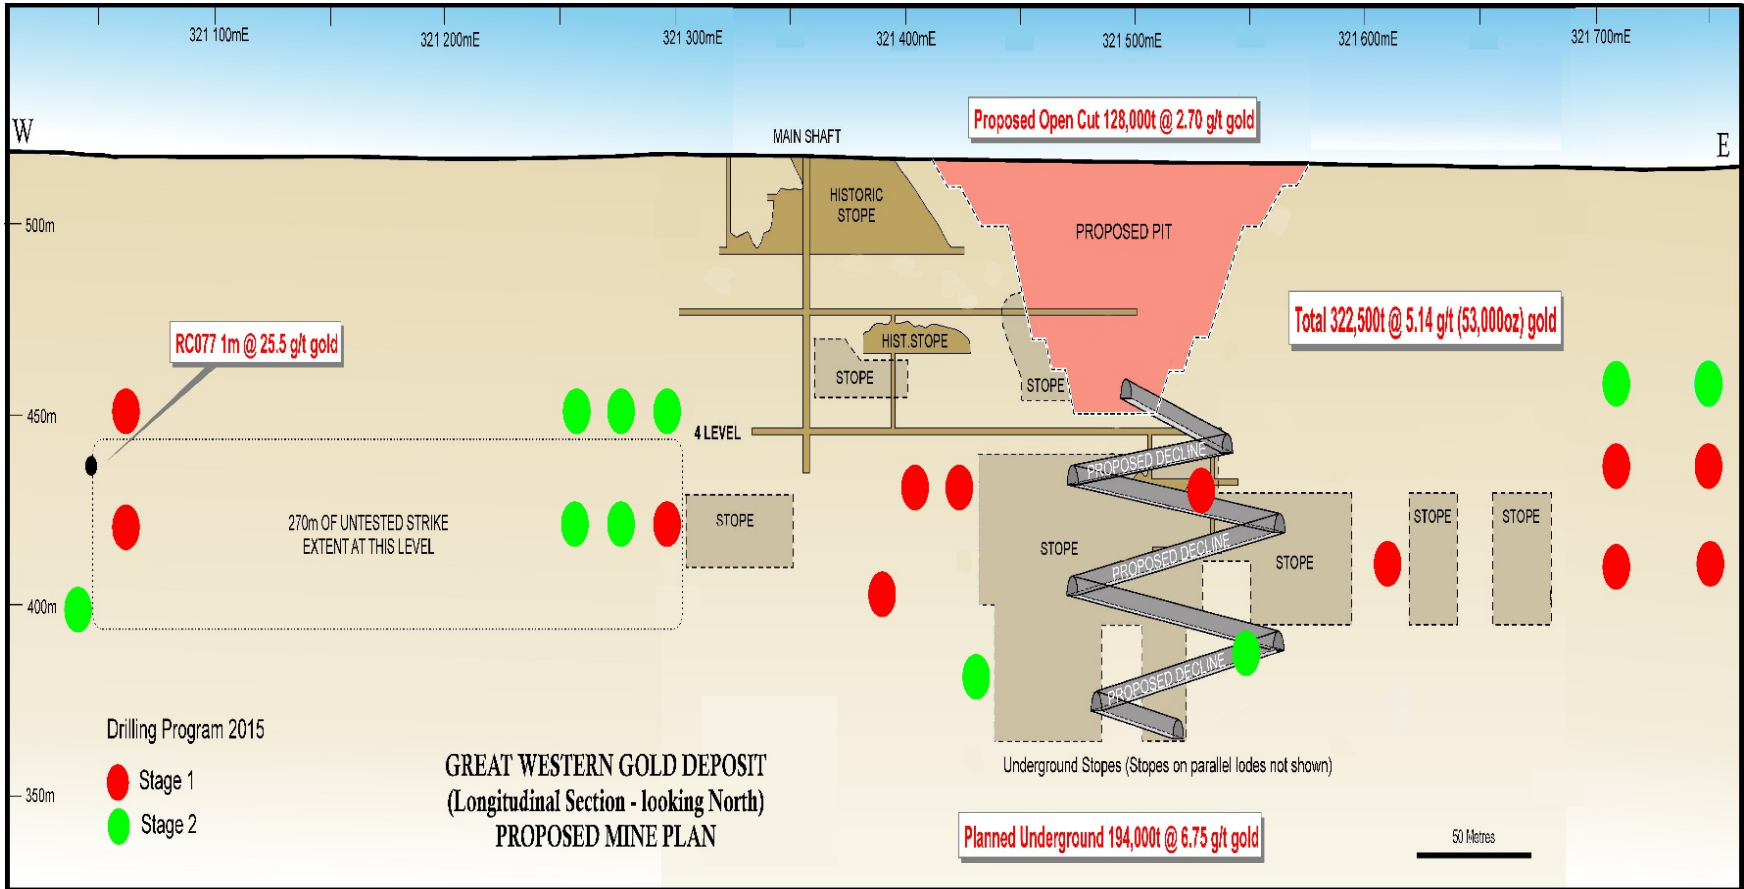 321 100mE
321 200mE
321 300mE
321 400mE
321 500mE
321 600mE
321 700mE
W
E
MAIN SHAFT
Proposed Open Cut 128,000t @ 2.70 g/t gold
HISTORIC
STOPE
PROPOSED PIT
500m
RC077 1m @ 25.5 g/t gold
Total 322,500t @ 5.14 g/t (53,000oz) gold
HIST.STOPE
STOPE
STOPE
450m
4 LEVEL
PROPOSED DECLINE
270m OF UNTESTED STRIKE
EXTENT AT THIS LEVEL
STOPE
STOPE
PROPOSED DECLINE
STOPE
STOPE
STOPE
400m
PROPOSED DECLINE
Drilling Program 2015
Stage 1
Stage 2
350m
GREAT WESTERN GOLD DEPOSIT
(Longitudinal Section - looking North)
PROPOSED MINE PLAN
Underground Stopes (Stopes on parallel lodes not shown)
Planned Underground 194,000t @ 6.75 g/t gold
50 Metres